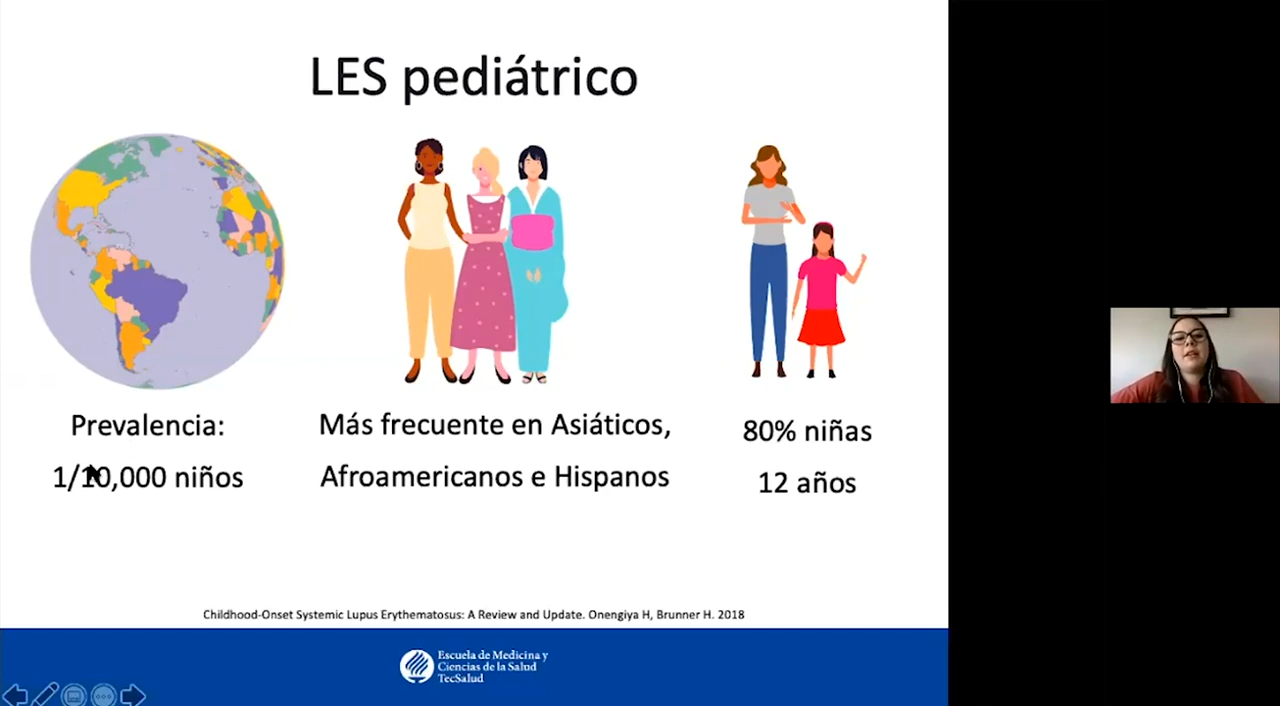 LES pediátrico
Prevalencia:
1/10,000 niños
Más frecuente en Asiáticos,
Afroamericanos e Hispanos
80% niñas
12 años
Childhood-Onset Systemic Lupus Erythematosus: A Review and Update. Onengiya H, Brunner H. 2018
Escuela de Medicina y
Ciencias de la Salud
TecSalud